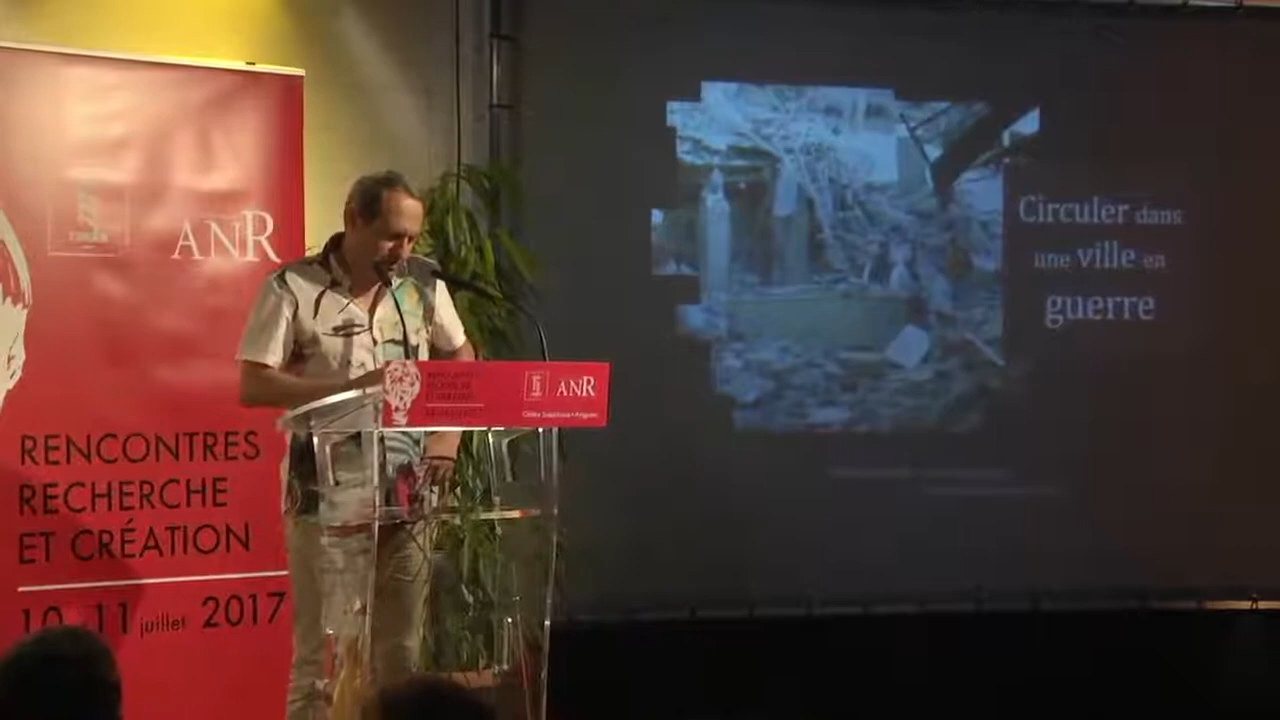 ANR
RENCONTRES
RECHERCHE
ET CRÉATION
10 11 juillet 2017
ANR
Circuler dans
une ville en
guerre